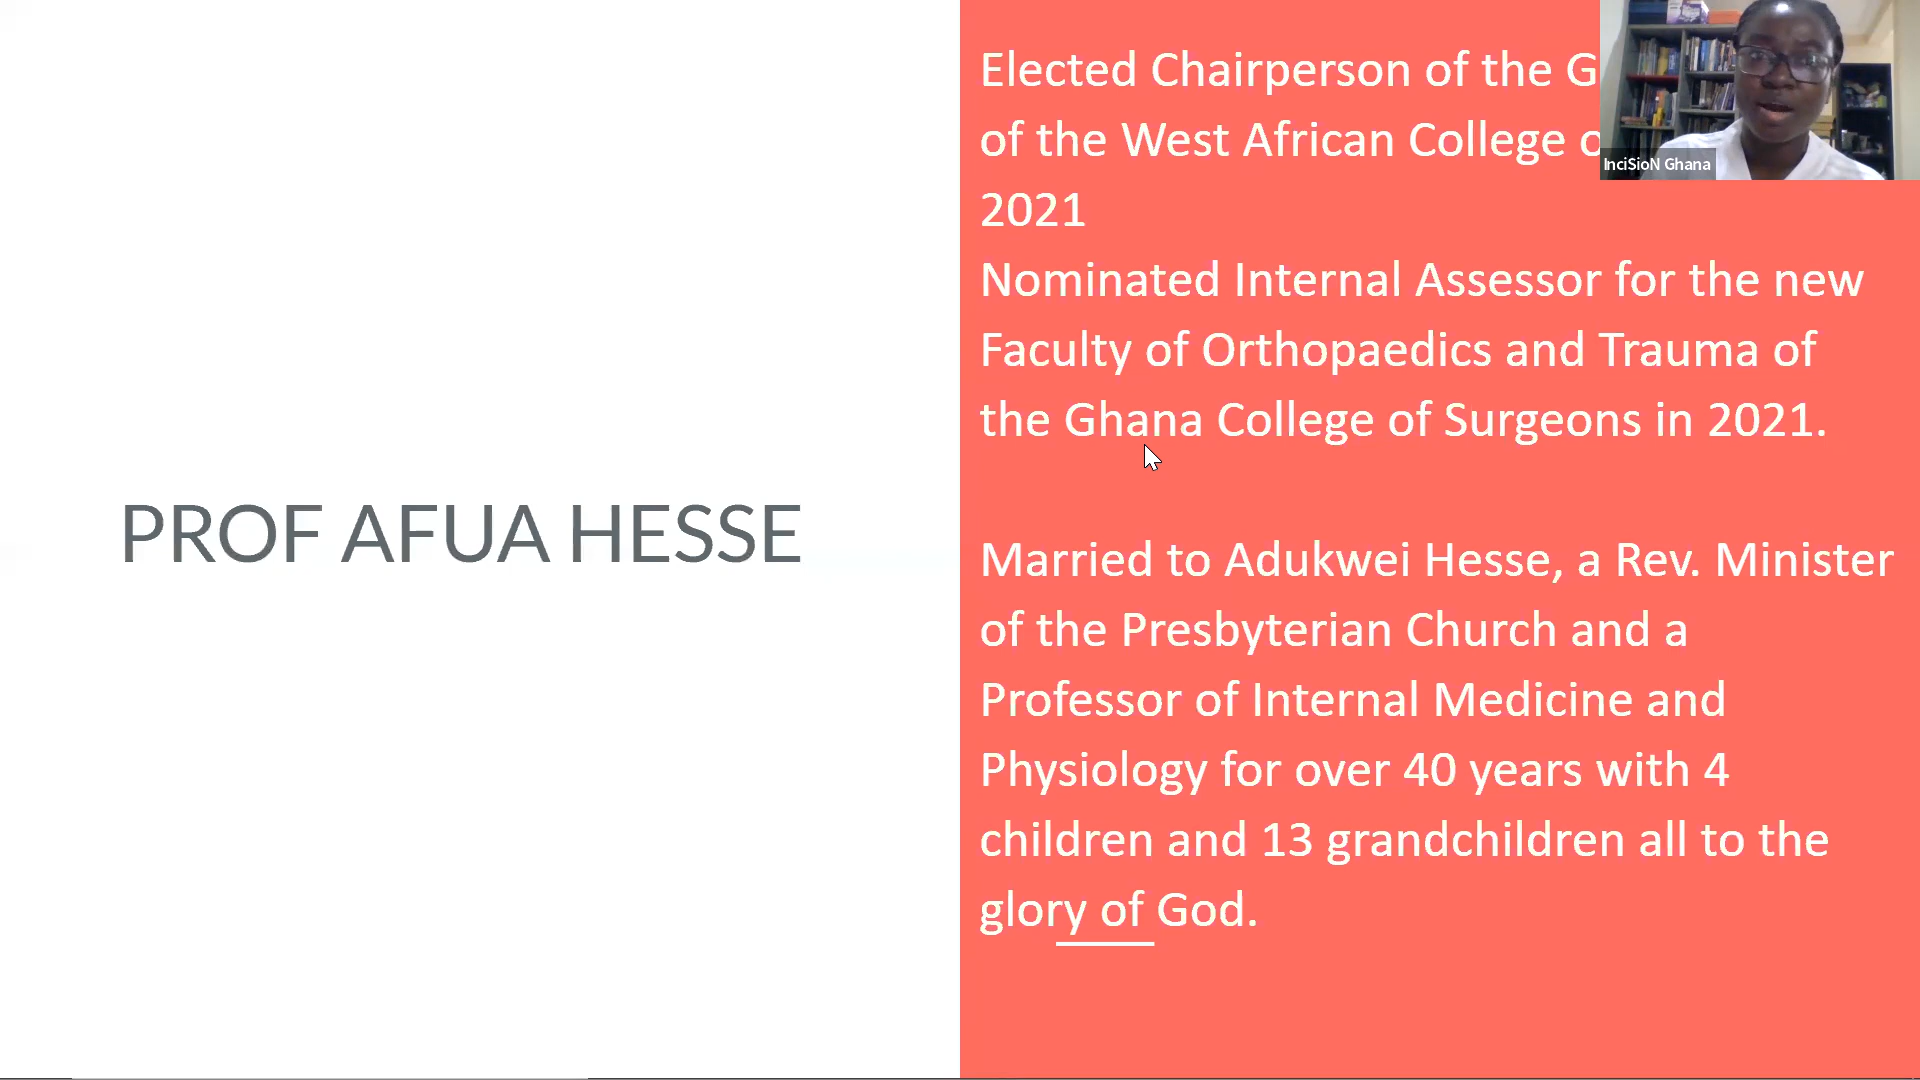 PROF AFUA HESSE
Elected Chairperson of the
of the West African College
2021
Nominated Internal Assessor for the new
Faculty of Orthopaedics and Trauma of
the Ghana College of Surgeons in 2021.
Married to Adukwei Hesse, a Rev. Minister
of the Presbyterian Church and a
Professor of Internal Medicine and
Physiology for over 40 years with 4
children and 13 grandchildren all to the
glory of God.
InciSioN Ghana